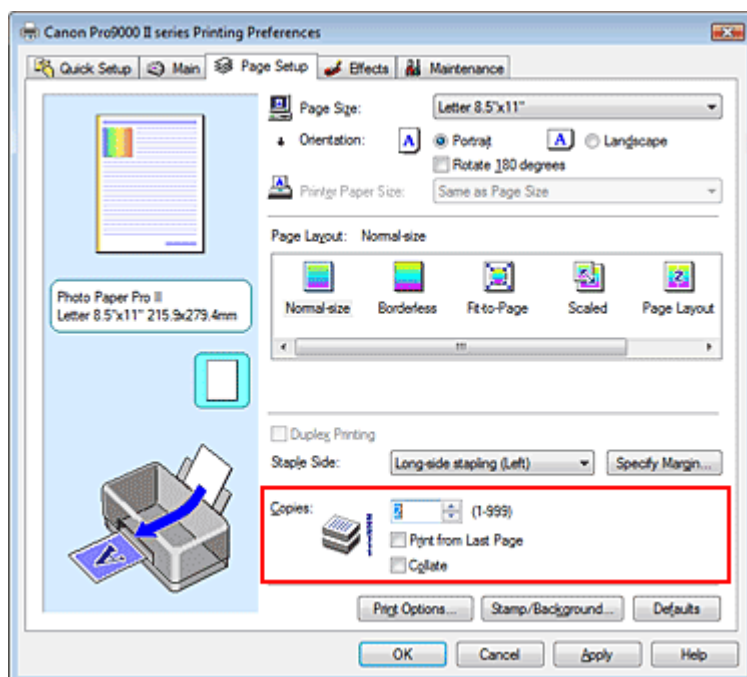 Canon Pro9000 II series Printing Preferences
Quick Setup Main Page Setup Effects Maintenance
Page Size: Letter 8.5"x11"
Orientation: A Portrait A Landscape
Rotate 180 degrees
Printer Paper Size: Same as Page Size
Page Layout: Normal-size
Normal-size Borderless Fit-to-Page Scaled Page Layout
Photo Paper Pro II
Letter 8.5"x11" 215.9x279.4mm
Duplex Printing
Staple Side: Long-side stapling (Left) Specify Margin...
Copies: 2 (1-999)
Print from Last Page
Collate
Print Options... Stamp/Background... Defaults
OK Cancel Apply Help